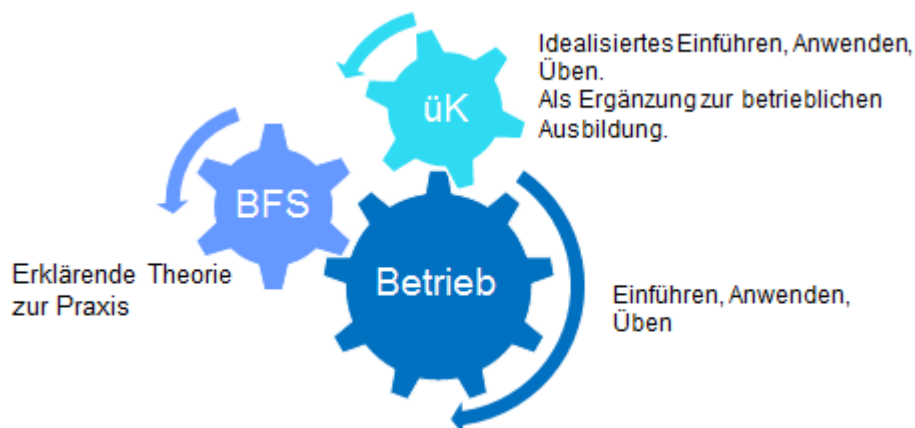 Idealisiertes Einführen, Anwenden,
Üben.
Als Ergänzung zur betrieblichen
Ausbildung.
üK
BFS
Betrieb
Erklärende Theorie
zur Praxis
Einführen, Anwenden,
Üben